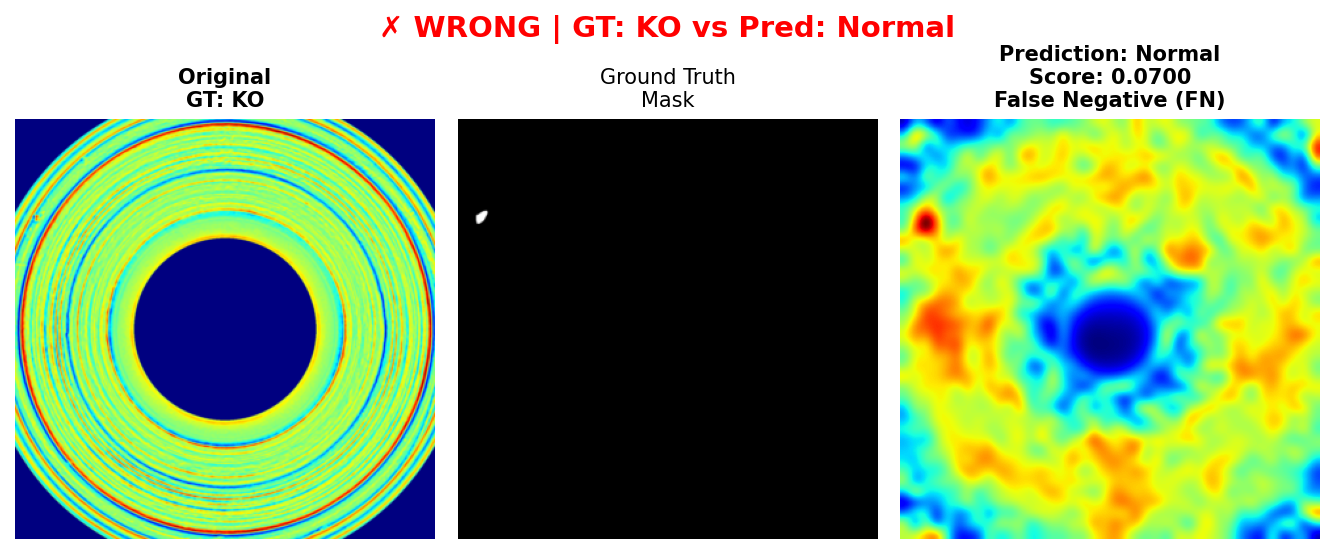 ✗ WRONG | GT: KO vs Pred: Normal
Original
GT: KO
Ground Truth
Mask
Prediction: Normal
Score: 0.0700
False Negative (FN)